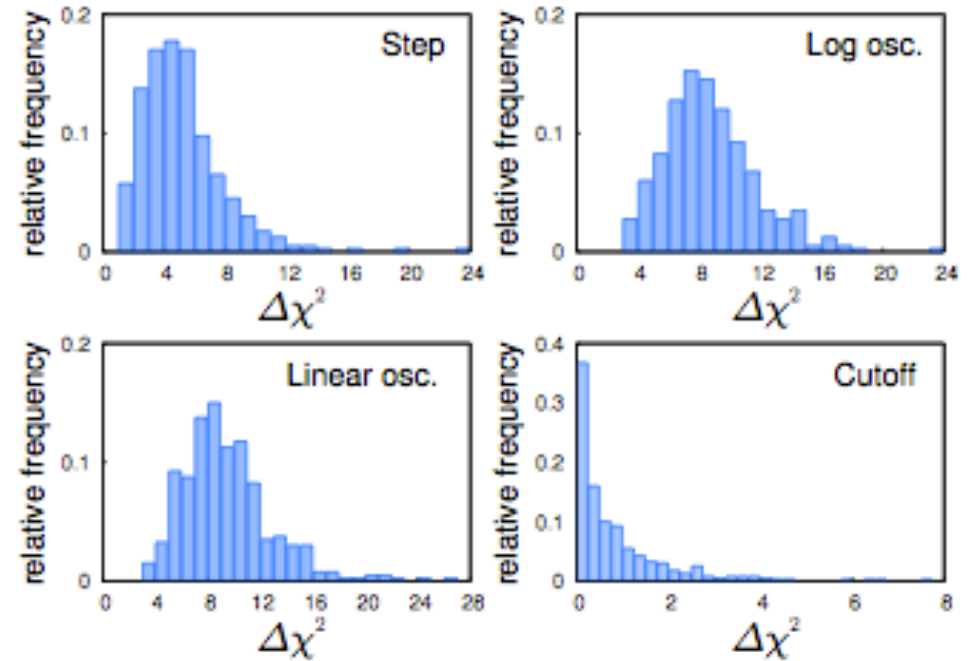 Step
relative frequency
0.2
0.1
0
0 4 8 12 16 20 24
Δχ²
Log osc.
relative frequency
0.2
0.1
0
0 4 8 12 16 20 24
Δχ²
Linear osc.
relative frequency
0.2
0.1
0
0 4 8 12 16 20 24 28
Δχ²
Cutoff
relative frequency
0.4
0.3
0.2
0.1
0
0 2 4 6 8
Δχ²